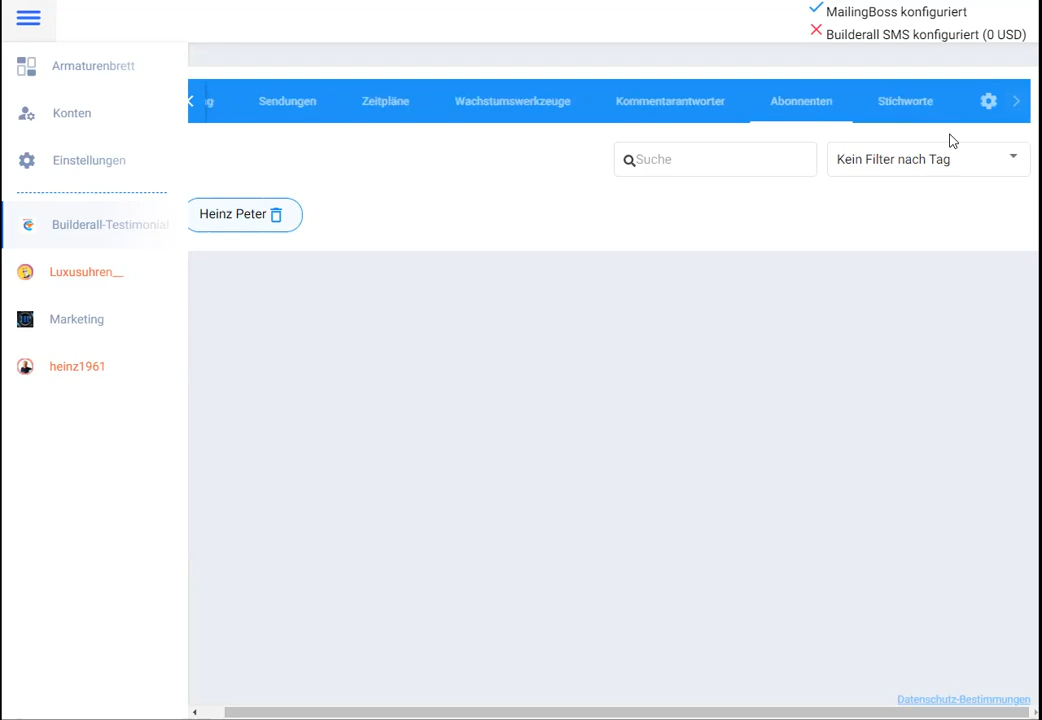 MailingBoss konfiguriert
Builderall SMS konfiguriert (0 USD)
Armaturenbrett
Konten
Einstellungen
Builderall-Testimonial
Luxusuhren__
Marketing
heinz1961
Sendungen Zeitpläne Wachstumswerkzeuge Kommentarantworter Abonnenten Stichworte
Suche
Kein Filter nach Tag
Heinz Peter
Datenschutz-Bestimmungen